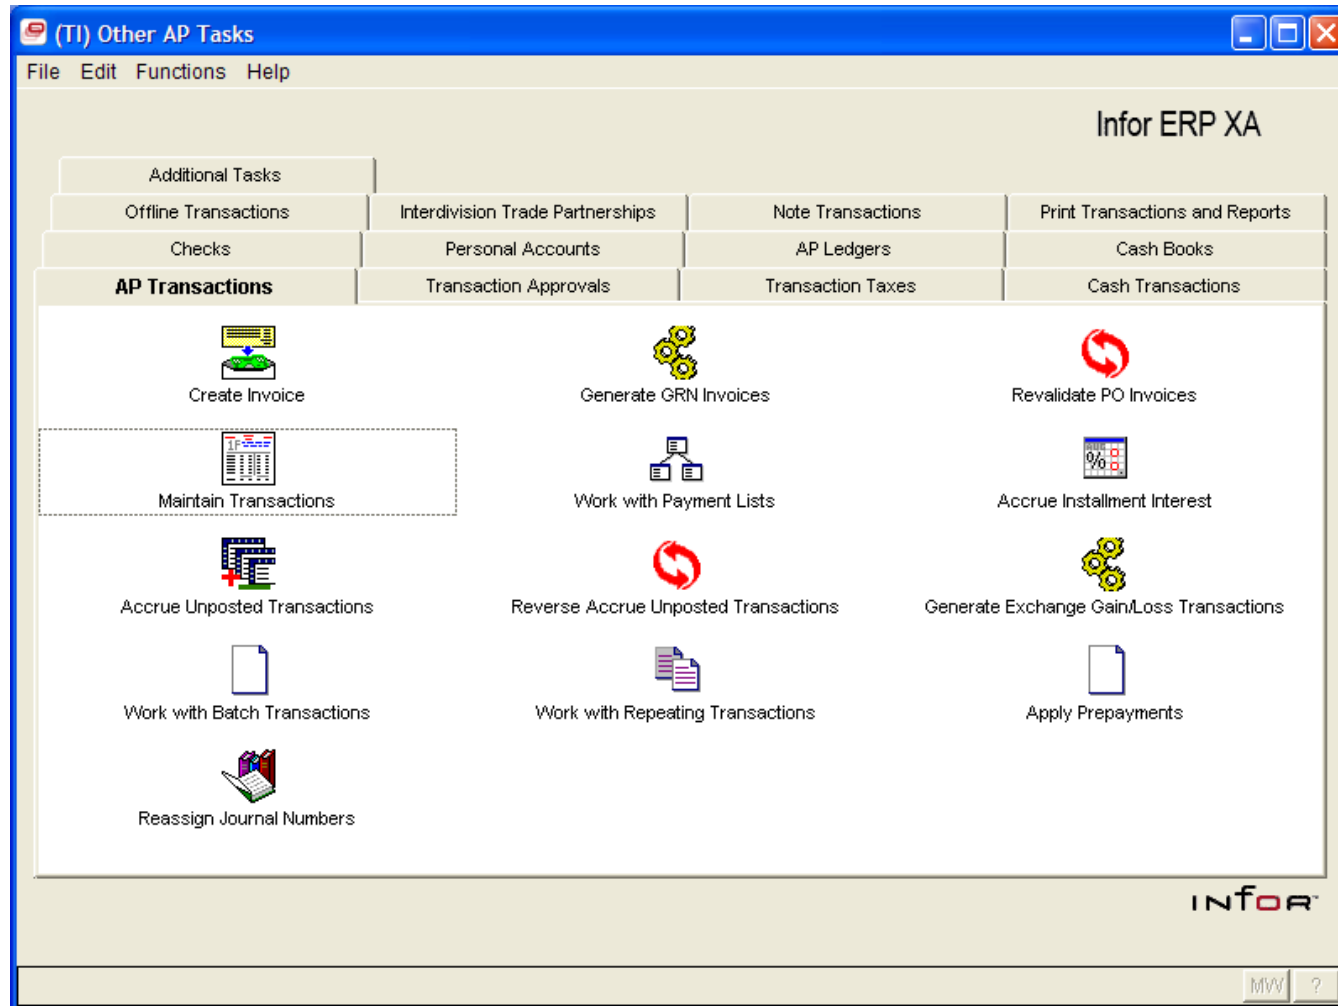 (TI) Other AP Tasks
File Edit Functions Help
Infor ERP XA
Additional Tasks
Offline Transactions Interdivision Trade Partnerships Note Transactions Print Transactions and Reports
Checks Personal Accounts AP Ledgers Cash Books
AP Transactions Transaction Approvals Transaction Taxes Cash Transactions
Create Invoice Generate GRN Invoices Revalidate PO Invoices
Maintain Transactions Work with Payment Lists Accrue Installment Interest
Accrue Unposted Transactions Reverse Accrue Unposted Transactions Generate Exchange Gain/Loss Transactions
Work with Batch Transactions Work with Repeating Transactions Apply Prepayments
Reassign Journal Numbers
infor™
MW ?